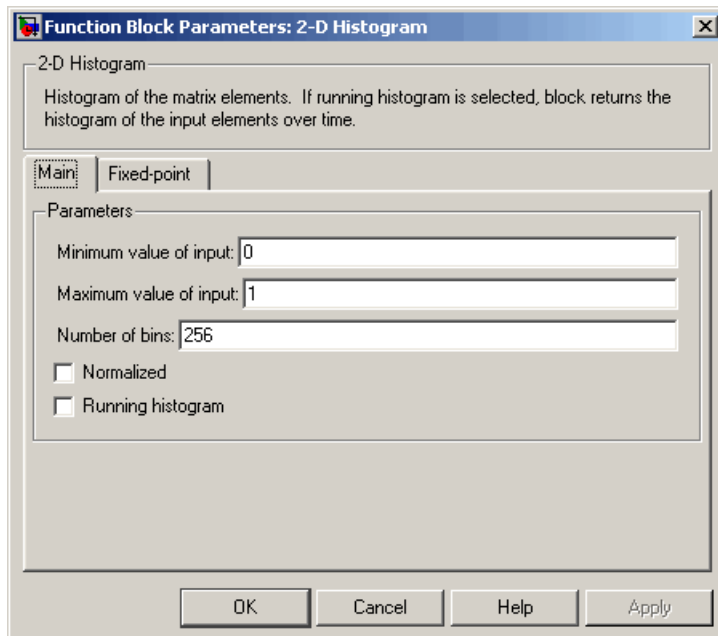 Function Block Parameters: 2-D Histogram
2-D Histogram
Histogram of the matrix elements. If running histogram is selected, block returns the
histogram of the input elements over time.
Main Fixed-point
Parameters
Minimum value of input: 0
Maximum value of input: 1
Number of bins: 256
Normalized
Running histogram
OK Cancel Help Apply